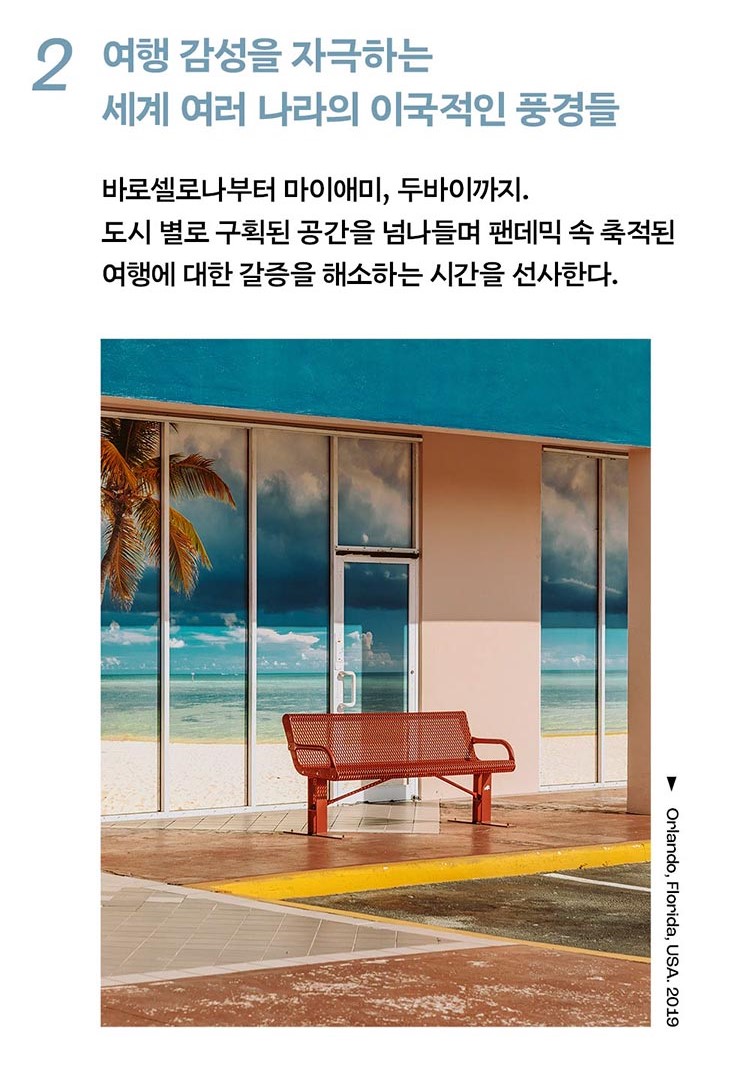 2
여행 감성을 자극하는
세계 여러 나라의 이국적인 풍경들
바로셀로나부터 마이애미, 두바이까지.
도시 별로 구획된 공간을 넘나들며 팬데믹 속 축적된
여행에 대한 갈증을 해소하는 시간을 선사한다.
▶ Orlando, Florida, USA. 2019